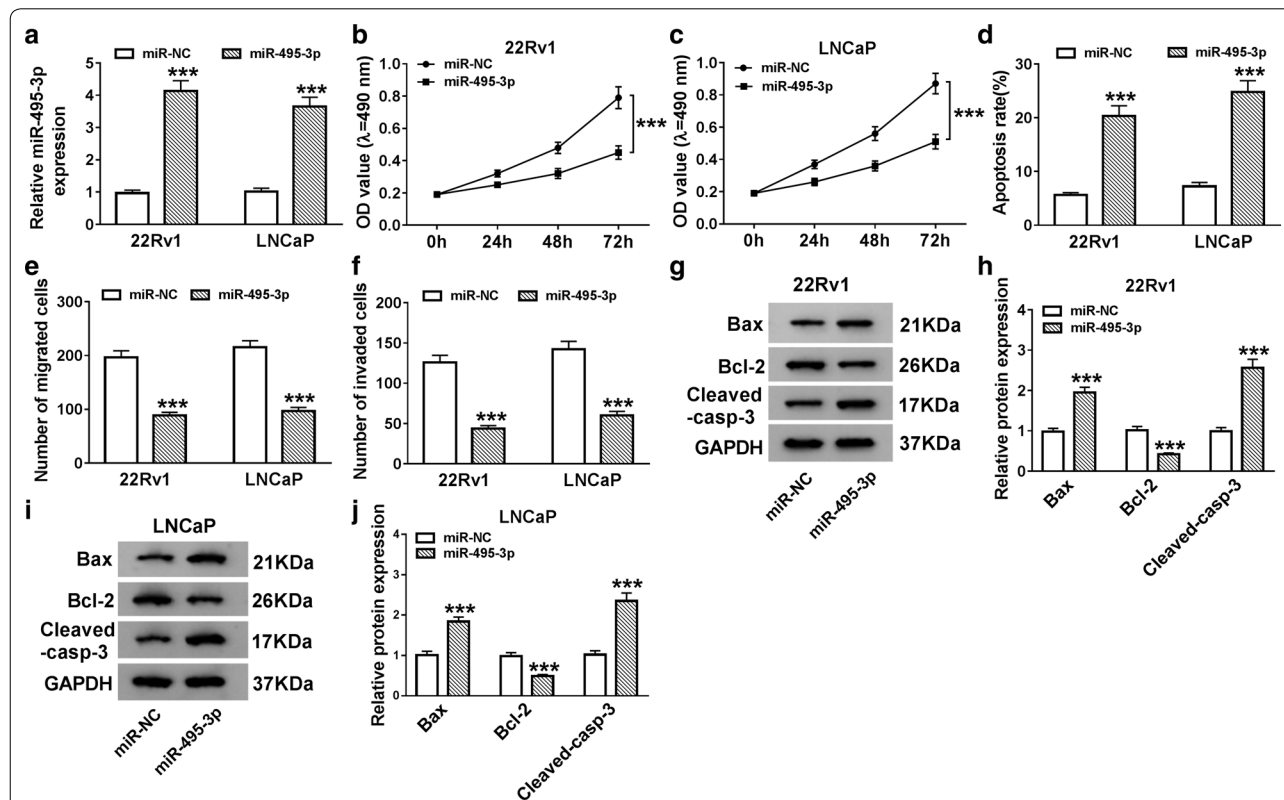 a
miR-NC miR-495-3p
Relative miR-495-3p
expression
5
4
3
2
1
0
***
***
22Rv1 LNCaP
b
22Rv1
miR-NC
miR-495-3p
OD value (λ=490 nm)
1.0
0.8
0.6
0.4
0.2
0.0
***
0h 24h 48h 72h
c
LNCaP
miR-NC
miR-495-3p
OD value (λ=490 nm)
1.0
0.8
0.6
0.4
0.2
0.0
***
0h 24h 48h 72h
d
miR-NC miR-495-3p
Apoptosis rate(%)
30
20
10
0
***
***
22Rv1 LNCaP
e
miR-NC miR-495-3p
Number of migrated cells
300
200
100
0
***
***
22Rv1 LNCaP
f
miR-NC miR-495-3p
Number of invaded cells
150
100
50
0
***
***
22Rv1 LNCaP
g
22Rv1
Bax 21KDa
Bcl-2 26KDa
Cleaved
-casp-3 17KDa
GAPDH 37KDa
miR-NC
miR-495-3p
h
22Rv1
miR-NC
miR-495-3p
Relative protein expression
4
3
2
1
0
***
***
***
Bax
Bcl-2
Cleaved-casp-3
i
LNCaP
Bax 21KDa
Bcl-2 26KDa
Cleaved
-casp-3 17KDa
GAPDH 37KDa
miR-NC
miR-495-3p
j
LNCaP
miR-NC
miR-495-3p
Relative protein expression
4
3
2
1
0
***
***
***
Bax
Bcl-2
Cleaved-casp-3